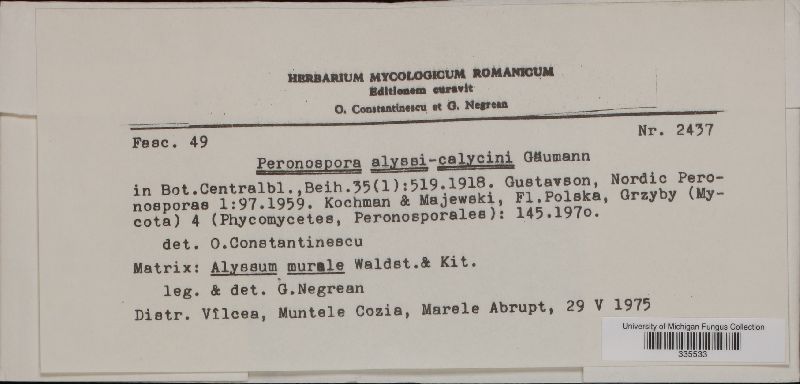 HERBARIUM MYCOLOGICUM ROMANICUM
Editionem curavit
O. Constantinescu et G. Negrean
Fasc. 49
Nr. 2437
Peronospora alyssi-calycini Gäumann
in Bot.Centralbl.,Beih.35(1):519.1918. Gustavson, Nordic Pero-
nosporas 1:97.1959. Kochman & Majewski, Fl.Polska, Grzyby (My-
cota) 4 (Phycomycetes, Peronosporales): 145.197o.
det. O.Constantinescu
Matrix: Alyssum murale Waldst.& Kit.
leg. & det. G.Negrean
Distr. Vîlcea, Muntele Cozia, Marele Abrupt, 29 V 1975
University of Michigan Fungus Collection
335533